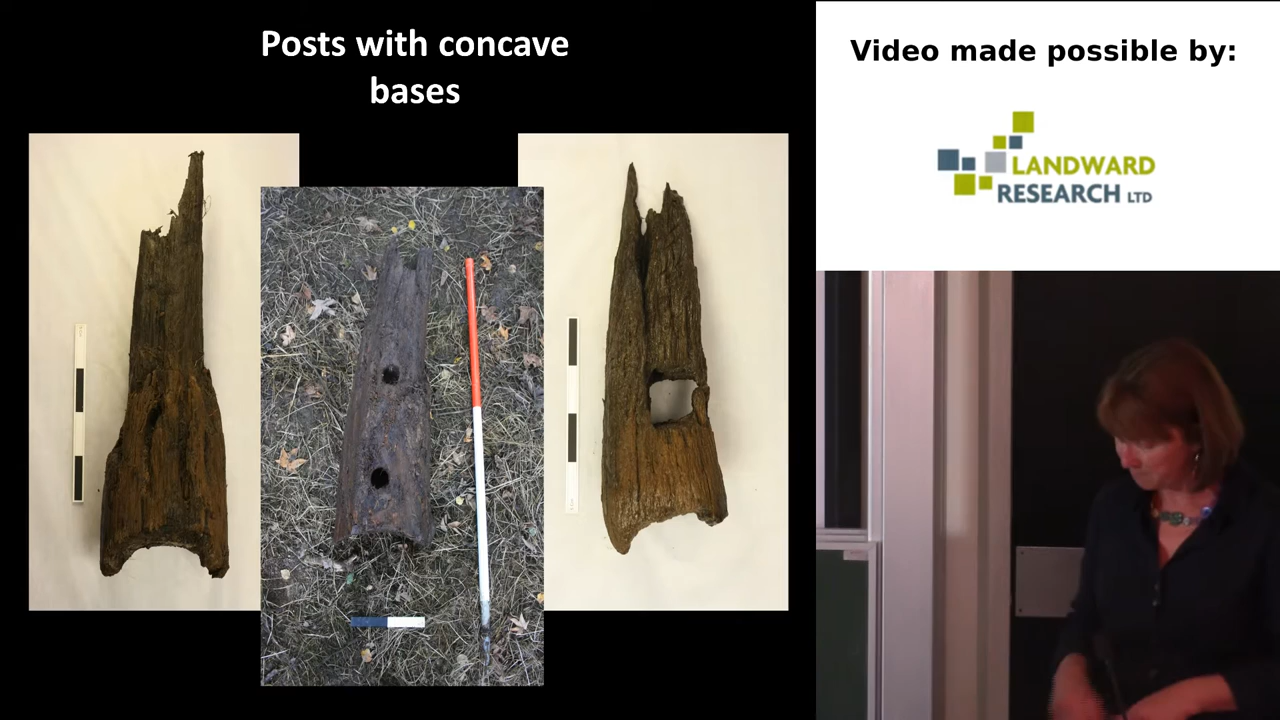 Posts with concave
bases
Video made possible by:
LANDWARD
RESEARCH LTD